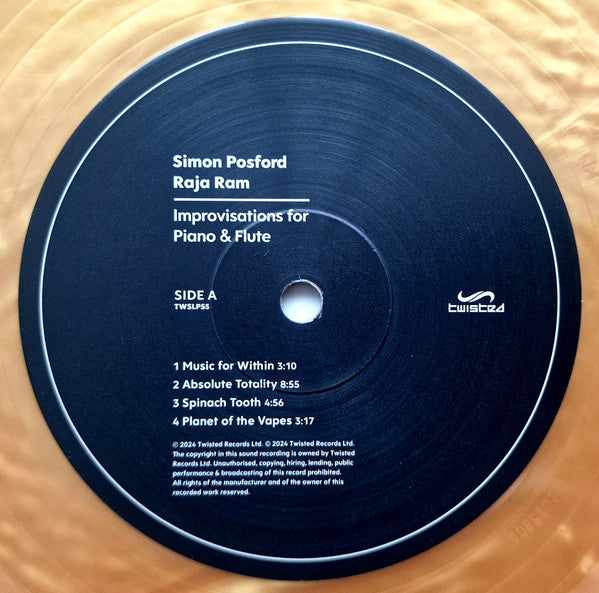 Simon Posford
Raja Ram
Improvisations for
Piano & Flute
SIDE A
TWSLP55
twisted
1 Music for Within 3:10
2 Absolute Totality 8:55
3 Spinach Tooth 4:56
4 Planet of the Vapes 3:17
℗ 2024 Twisted Records Ltd. © 2024 Twisted Records Ltd.
The copyright in this sound recording is owned by Twisted
Records Ltd. Unauthorised, copying, hiring, lending, public
performance & broadcasting of this record prohibited.
All rights of the manufacturer and of the owner of this
recorded work reserved.